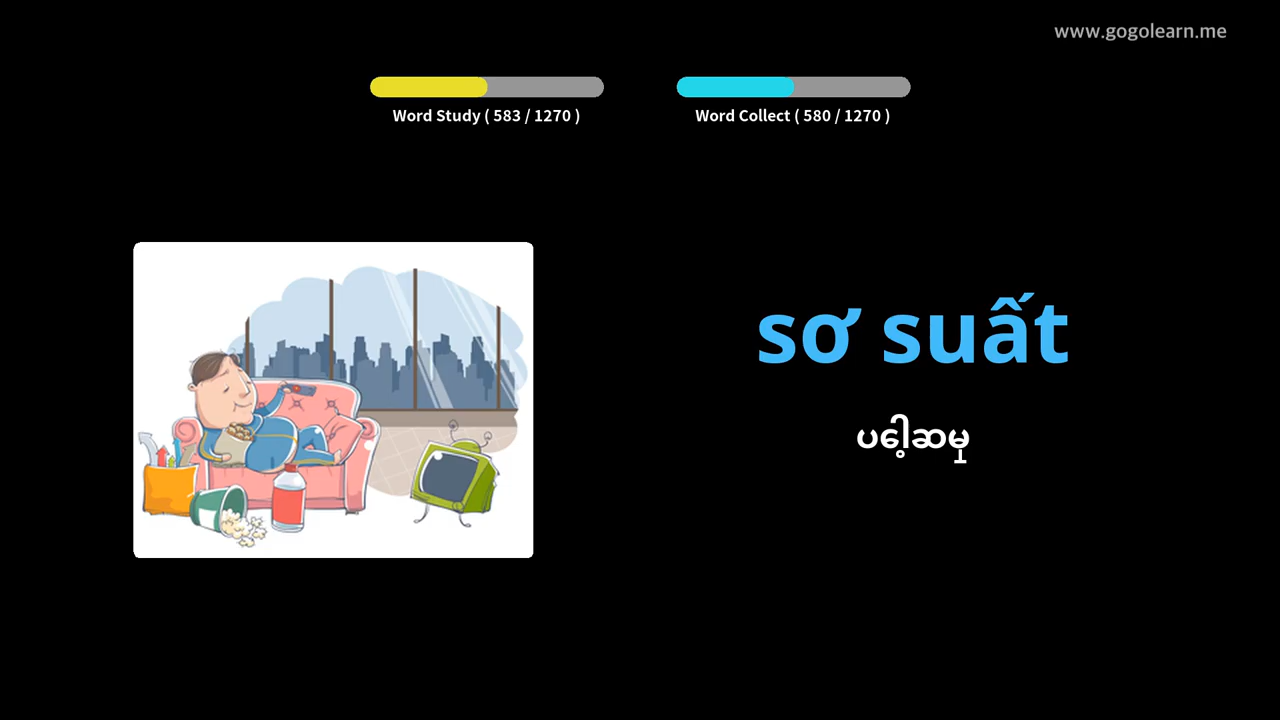 www.gogolearn.me
Word Study ( 583 / 1270 )
Word Collect ( 580 / 1270 )
sơ suất
ပေါ့ဆမှု